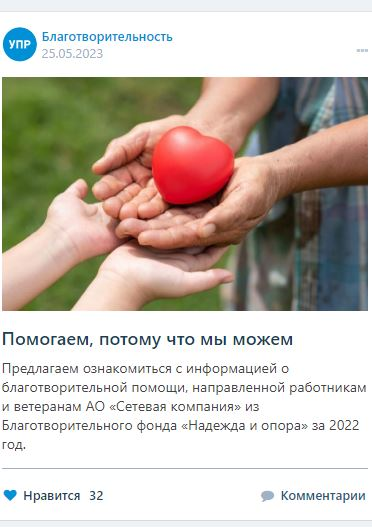 УПР
Благотворительность
25.05.2023
Помогаем, потому что мы можем
Предлагаем ознакомиться с информацией о
благотворительной помощи, направленной работникам
и ветеранам АО «Сетевая компания» из
Благотворительного фонда «Надежда и опора» за 2022
год.
Нравится 32
Комментарии